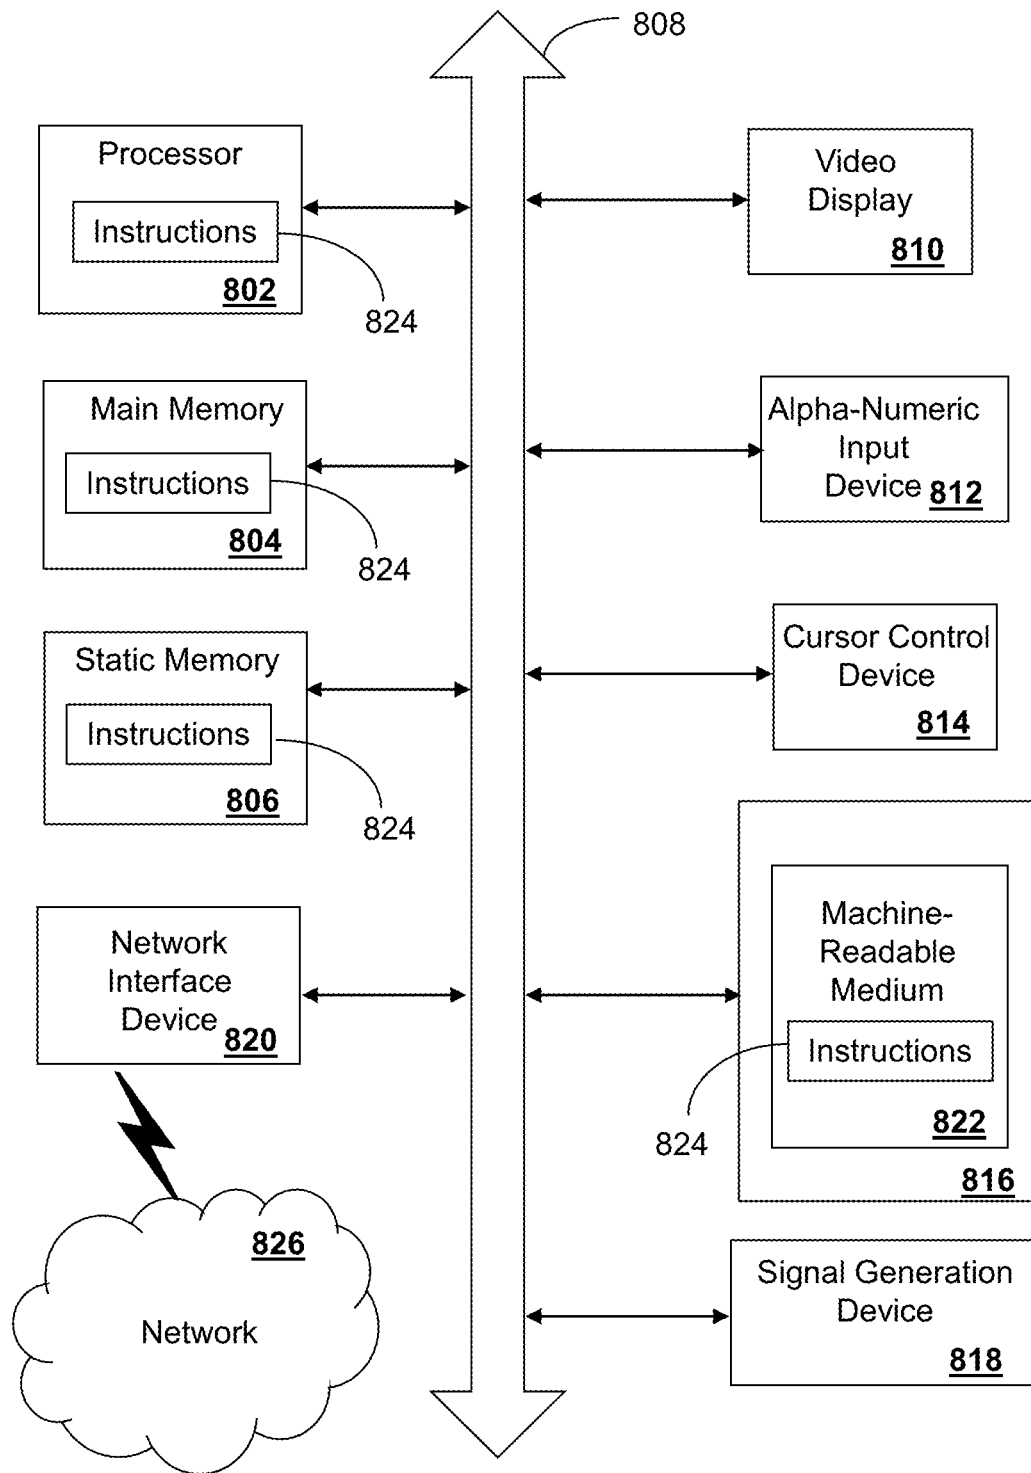 808
Processor
Instructions
802
824
Main Memory
Instructions
804
824
Static Memory
Instructions
806
824
Network
Interface
Device
820
826
Network
Video
Display
810
Alpha-Numeric
Input
Device
812
Cursor Control
Device
814
Machine-
Readable
Medium
Instructions
822
824
816
Signal Generation
Device
818